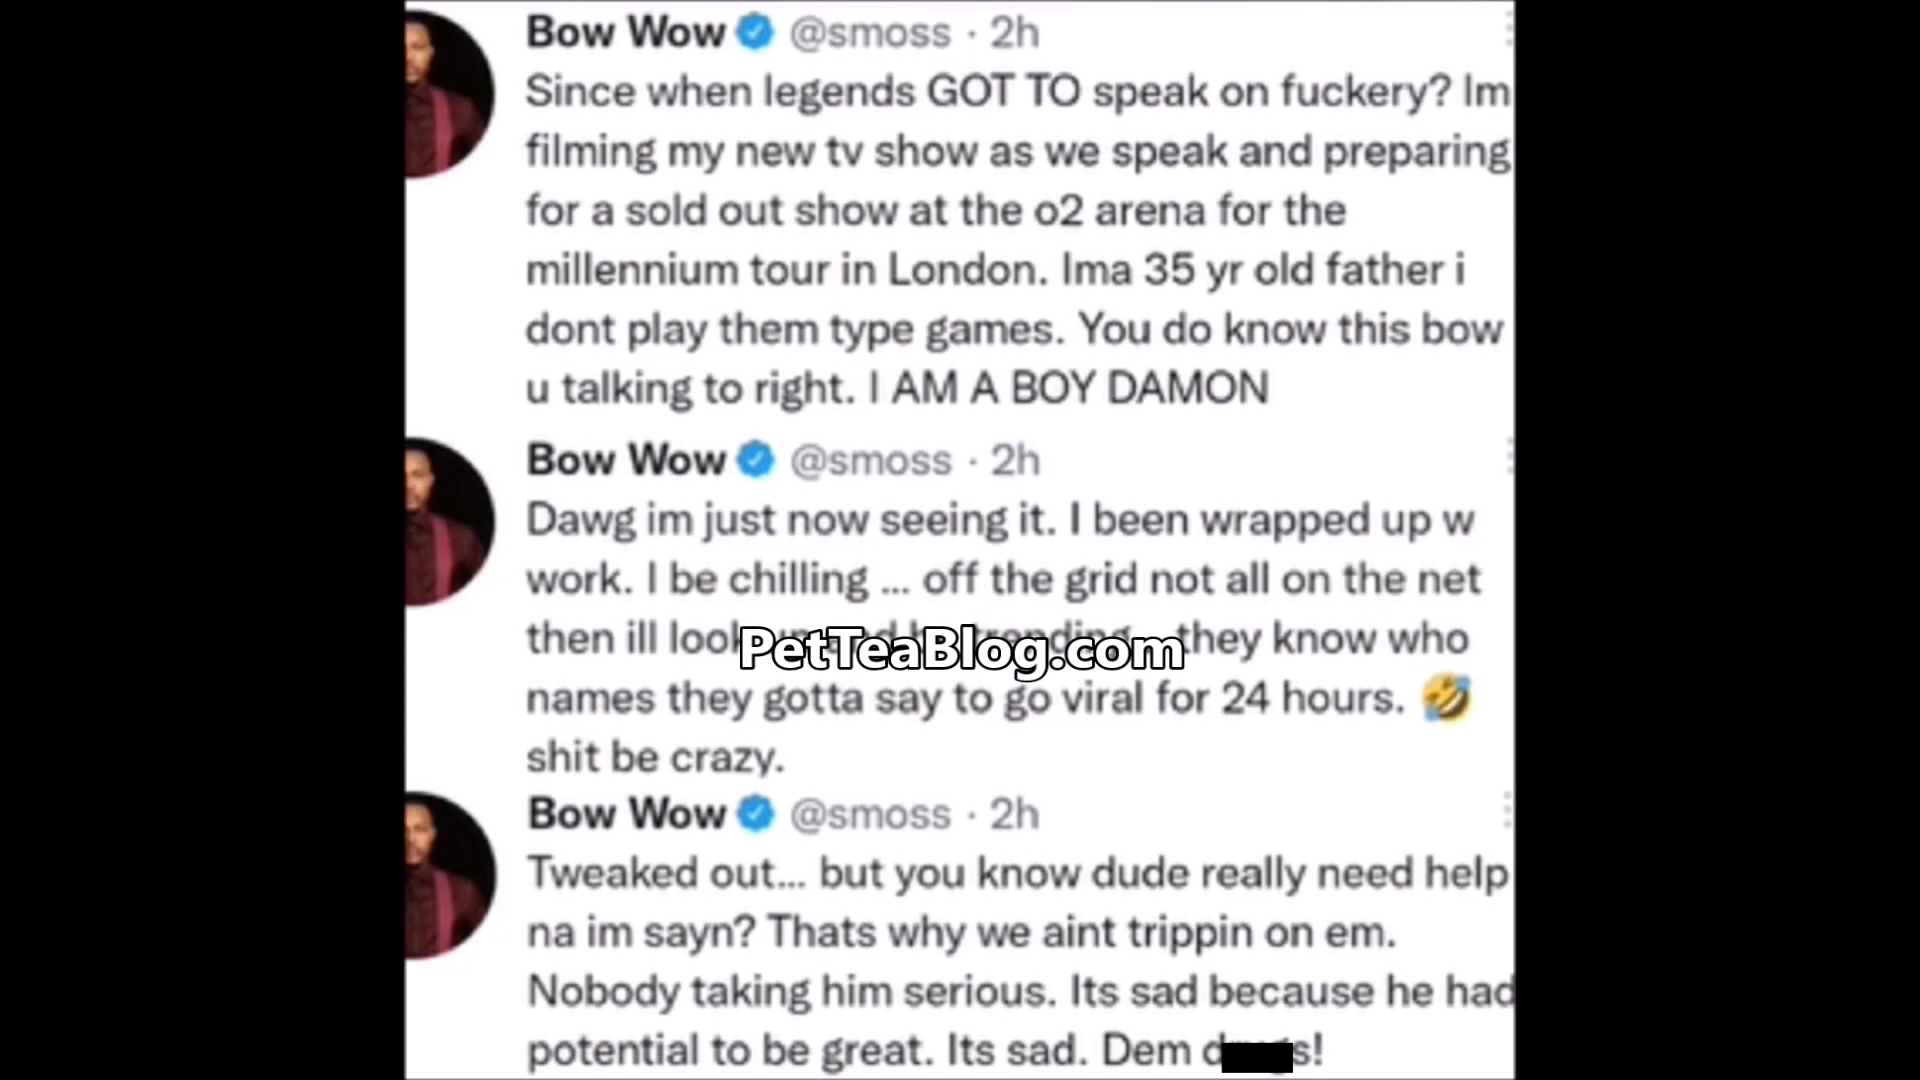 Bow Wow @smoss · 2h
Since when legends GOT TO speak on fuckery? Im
filming my new tv show as we speak and preparing
for a sold out show at the o2 arena for the
millennium tour in London. Ima 35 yr old father i
dont play them type games. You do know this bow
u talking to right. I AM A BOY DAMON
Bow Wow @smoss · 2h
Dawg im just now seeing it. I been wrapped up w
work. I be chilling ... off the grid not all on the net
then ill look trending they know who
PetTeaBlog.com
names they gotta say to go viral for 24 hours. 🤣
shit be crazy.
Bow Wow @smoss · 2h
Tweaked out... but you know dude really need help
na im sayn? Thats why we aint trippin on em.
Nobody taking him serious. Its sad because he had
potential to be great. Its sad. Dem